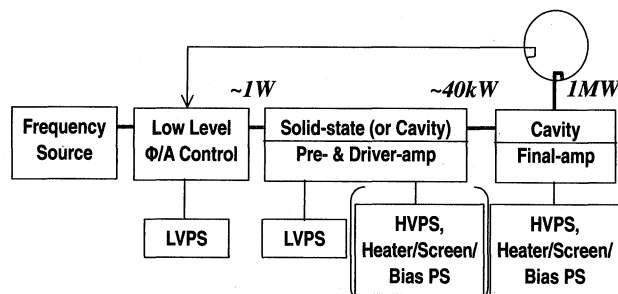 ~1W
~40kW
1MW
Frequency
Source
Low Level
Φ/A Control
Solid-state (or Cavity)
Pre- & Driver-amp
Cavity
Final-amp
LVPS
LVPS
HVPS,
Heater/Screen/
Bias PS
HVPS,
Heater/Screen/
Bias PS